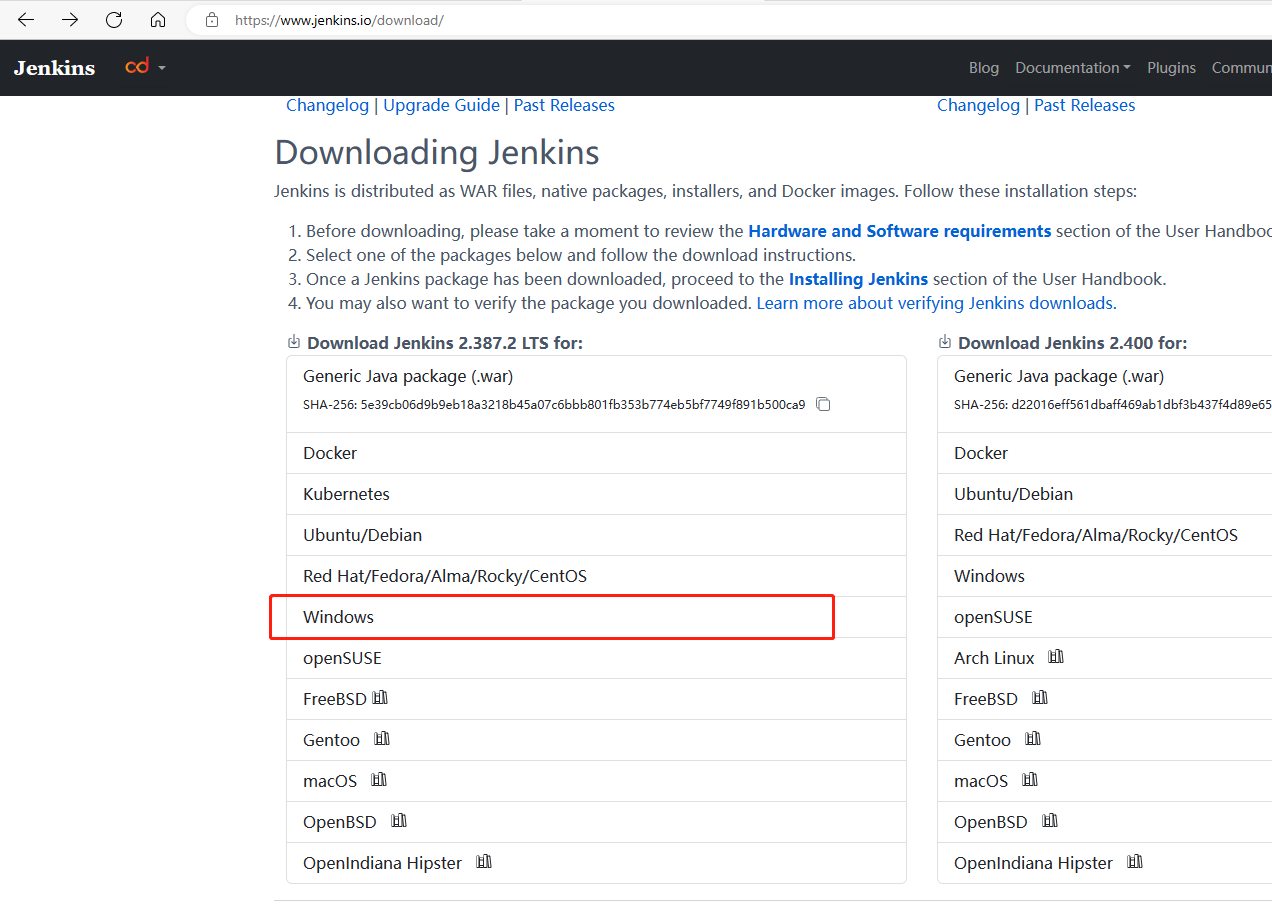 https://www.jenkins.io/download/
Jenkins cd Blog Documentation Plugins Commun
Changelog | Upgrade Guide | Past Releases
Changelog | Past Releases
Downloading Jenkins
Jenkins is distributed as WAR files, native packages, installers, and Docker images. Follow these installation steps:
1. Before downloading, please take a moment to review the Hardware and Software requirements section of the User Handboo
2. Select one of the packages below and follow the download instructions.
3. Once a Jenkins package has been downloaded, proceed to the Installing Jenkins section of the User Handbook.
4. You may also want to verify the package you downloaded. Learn more about verifying Jenkins downloads.
Download Jenkins 2.387.2 LTS for:
Generic Java package (.war)
SHA-256: 5e39cb06d9b9eb18a3218b45a07c6bbb801fb353b774eb5bf7749f891b500ca9
Docker
Kubernetes
Ubuntu/Debian
Red Hat/Fedora/Alma/Rocky/CentOS
Windows
openSUSE
FreeBSD
Gentoo
macOS
OpenBSD
OpenIndiana Hipster
Download Jenkins 2.400 for:
Generic Java package (.war)
SHA-256: d22016eff561dbaff469ab1dbf3b437f4d89e65
Docker
Ubuntu/Debian
Red Hat/Fedora/Alma/Rocky/CentOS
Windows
openSUSE
Arch Linux
FreeBSD
Gentoo
macOS
OpenBSD
OpenIndiana Hipster